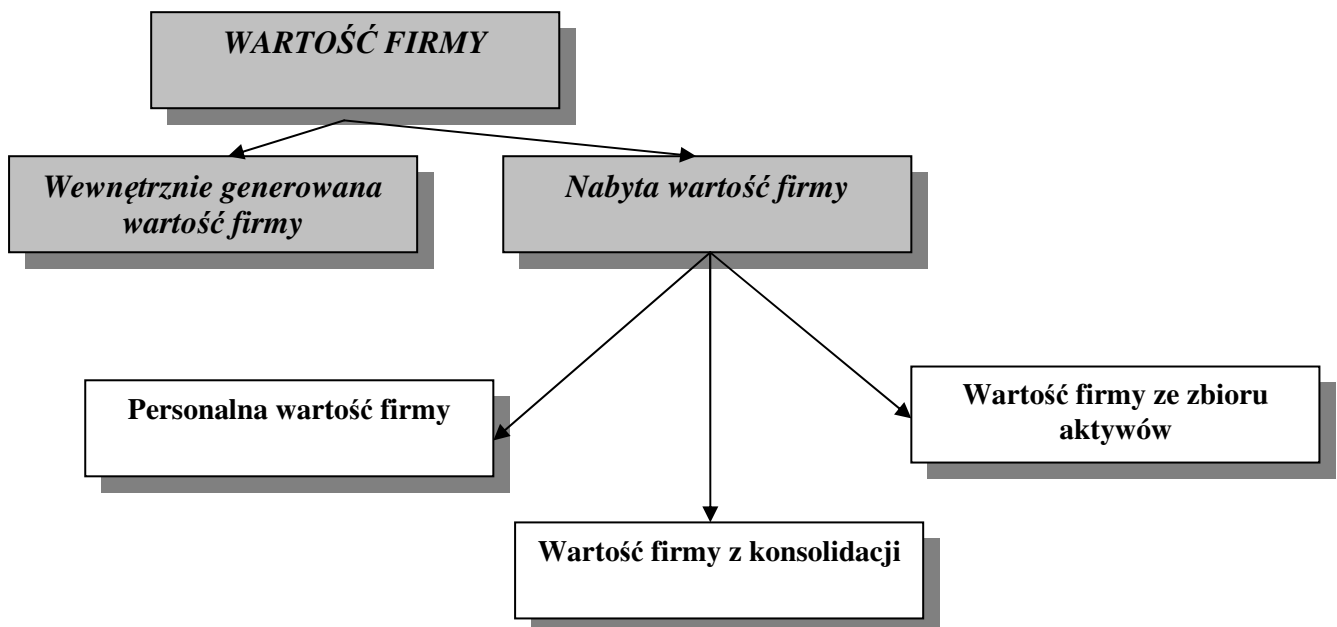 WARTOŚĆ FIRMY
Wewnętrznie generowana
wartość firmy
Nabyta wartość firmy
Personalna wartość firmy
Wartość firmy ze zbioru
aktywów
Wartość firmy z konsolidacji